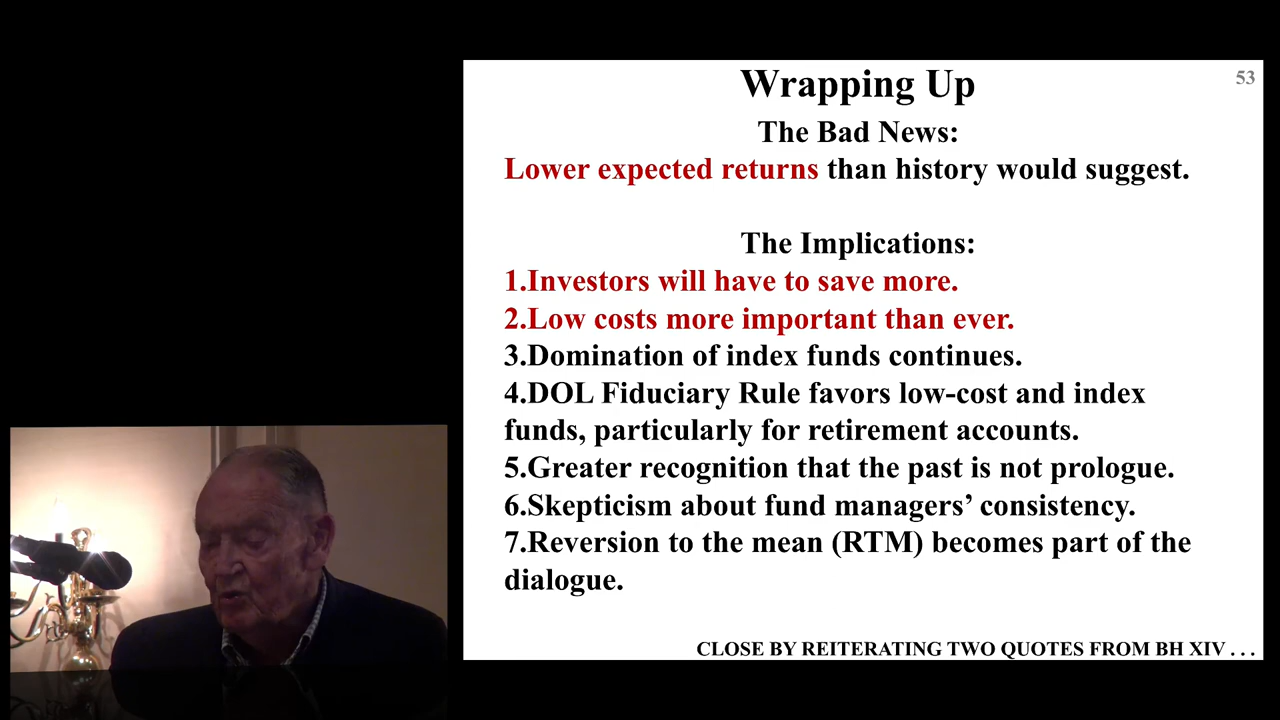 Wrapping Up
53
The Bad News:
Lower expected returns than history would suggest.
The Implications:
1.Investors will have to save more.
2.Low costs more important than ever.
3.Domination of index funds continues.
4.DOL Fiduciary Rule favors low-cost and index
funds, particularly for retirement accounts.
5.Greater recognition that the past is not prologue.
6.Skepticism about fund managers’ consistency.
7.Reversion to the mean (RTM) becomes part of the
dialogue.
CLOSE BY REITERATING TWO QUOTES FROM BH XIV . . .